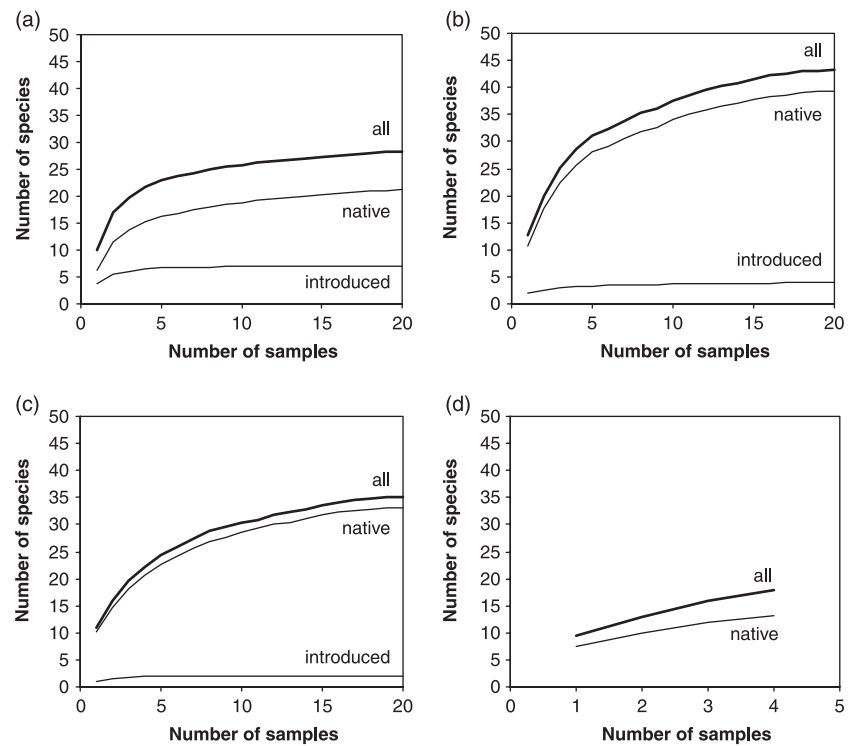 (a)
50
45
40
35
30
25
20
15
10
5
0
Number of species
all
native
introduced
0 5 10 15 20
Number of samples
(b)
50
45
40
35
30
25
20
15
10
5
0
Number of species
all
native
introduced
0 5 10 15 20
Number of samples
(c)
50
45
40
35
30
25
20
15
10
5
0
Number of species
all
native
introduced
0 5 10 15 20
Number of samples
(d)
50
45
40
35
30
25
20
15
10
5
0
Number of species
all
native
0 1 2 3 4 5
Number of samples